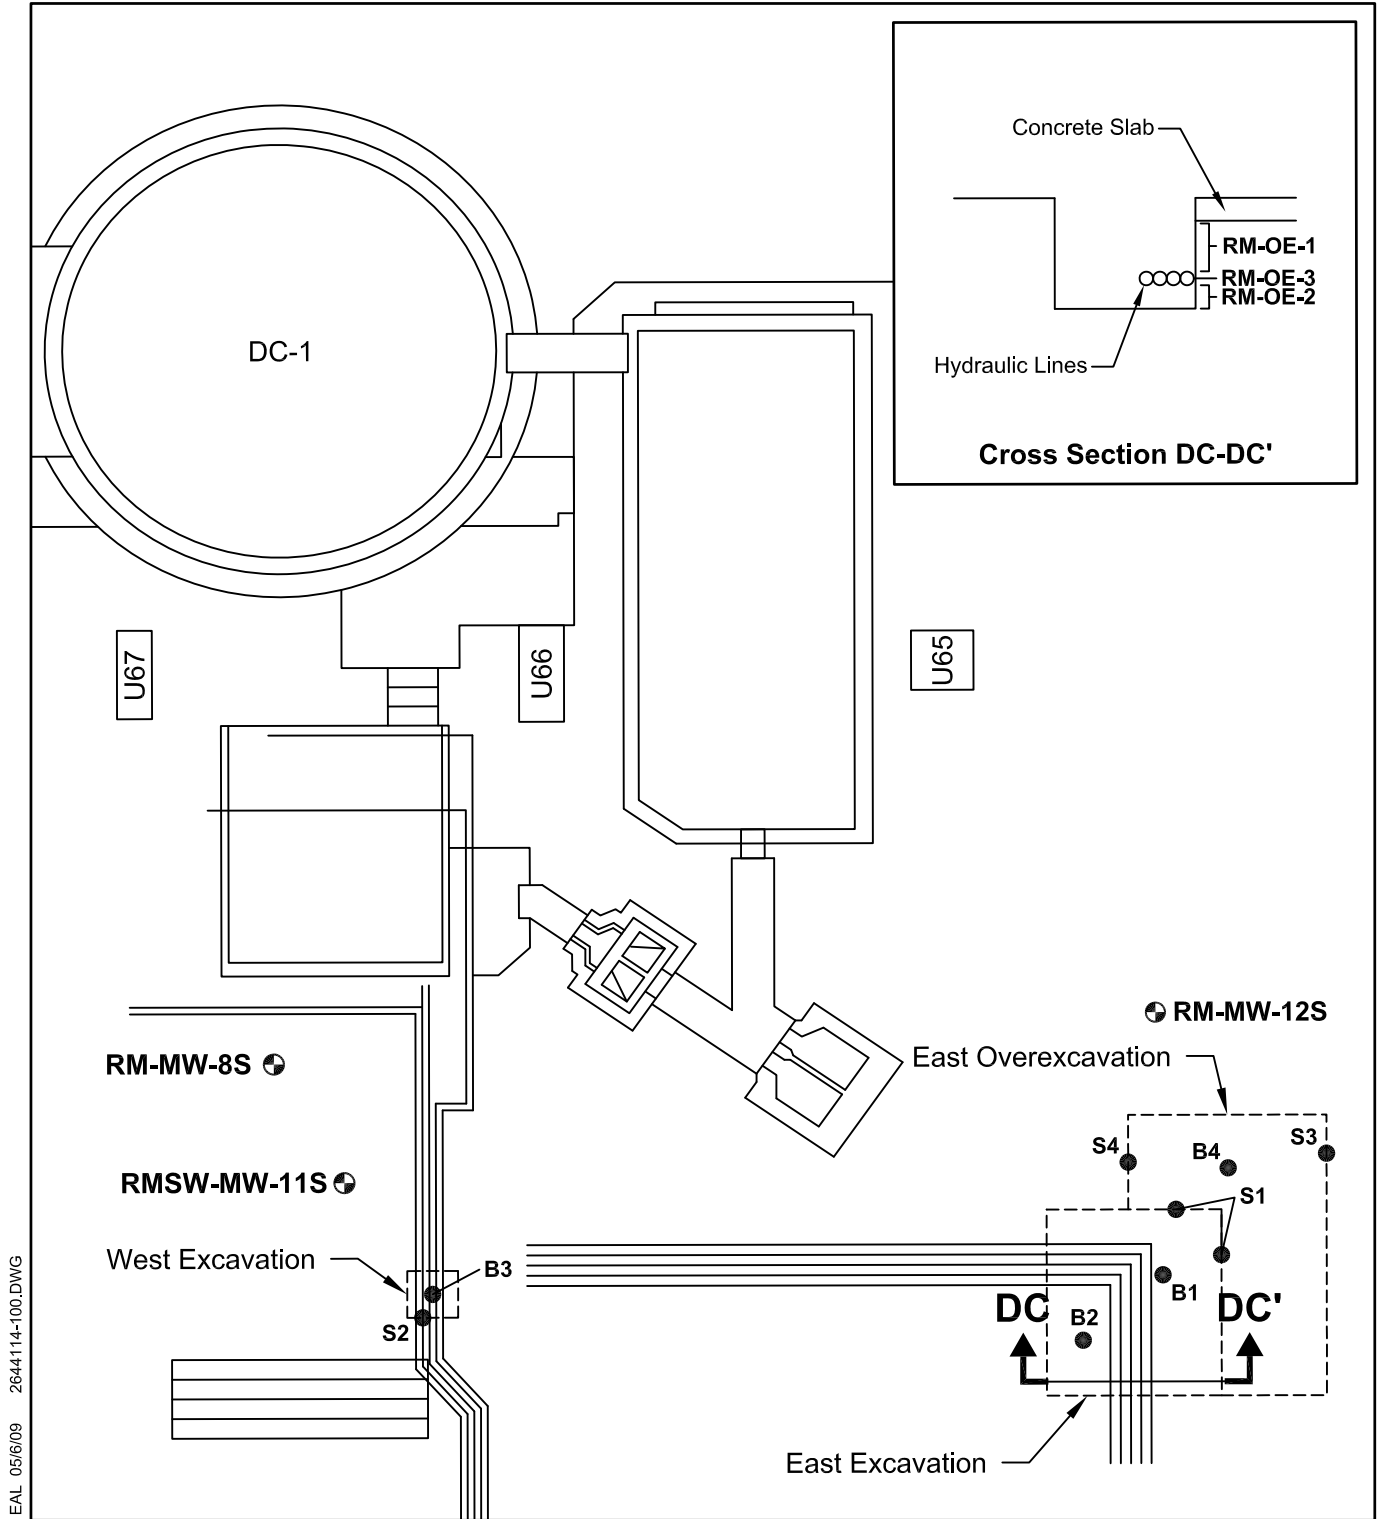 Concrete Slab
RM-OE-1
RM-OE-3
RM-OE-2
Hydraulic Lines
Cross Section DC-DC'
DC-1
U67
U66
U65
RM-MW-12S
RM-MW-8S
East Overexcavation
S4
B4
S3
RMSW-MW-11S
S1
West Excavation
B3
B1
S2
B2
DC
DC'
East Excavation
EAL 05/6/09 2644114-100.DWG